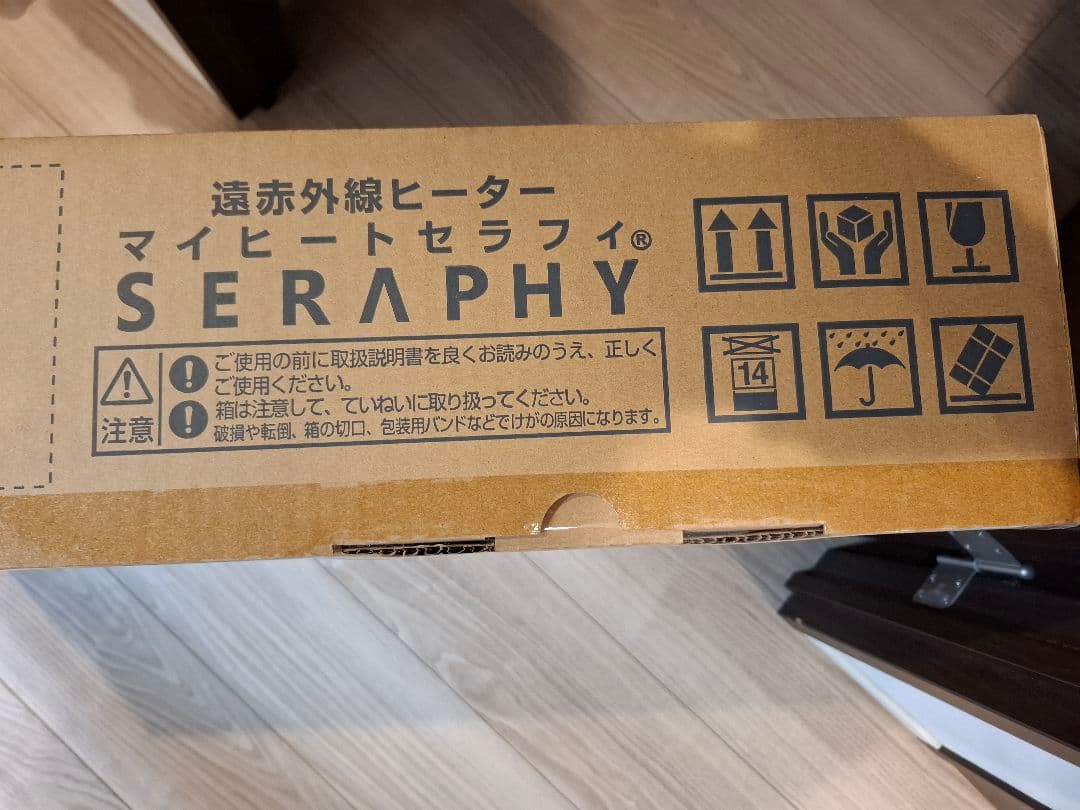 遠赤外線ヒーター
マイヒートセラフィ®
SERAPHY
注意
ご使用の前に取扱説明書を良くお読みのうえ、正しく
ご使用ください。
箱は注意して、ていねいに取り扱ってください。
破損や転倒、箱の切口、包装用バンドなどでけがの原因になります。
14